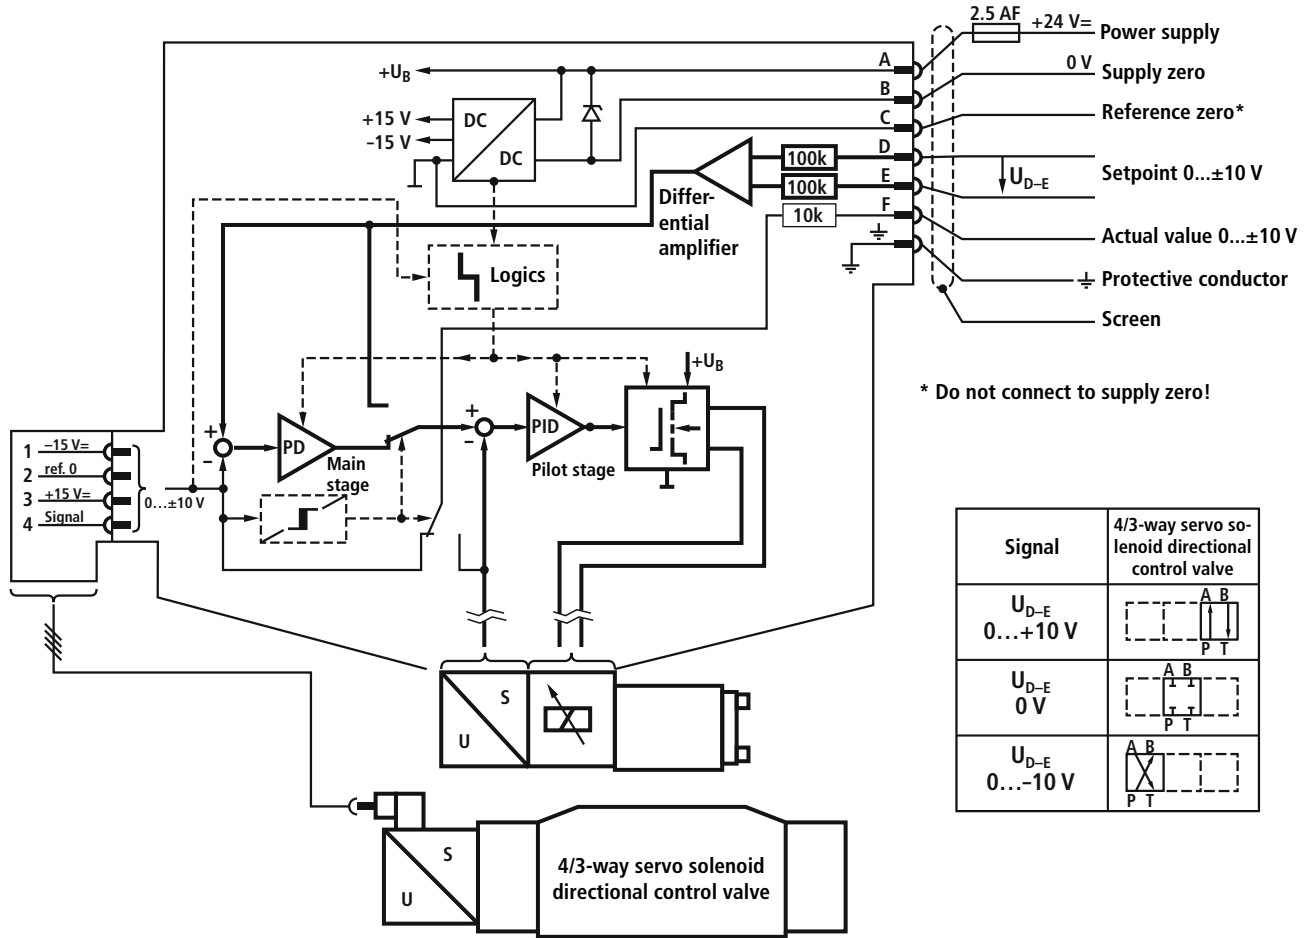 2.5 AF
+24 V=
Power supply
0 V
Supply zero
Reference zero*
Setpoint 0...±10 V
U_D–E
Actual value 0...±10 V
Protective conductor
Screen
* Do not connect to supply zero!
A
B
C
D
E
F
+U_B
+15 V
–15 V
DC
DC
100k
100k
10k
Differ-
ential
amplifier
Logics
+U_B
+
–
PD
Main
stage
+
–
PID
Pilot stage
1 –15 V=
2 ref. 0
3 +15 V=
4 Signal
0...±10 V
S
U
S
U
4/3-way servo solenoid
directional control valve
Signal
4/3-way servo so-
lenoid directional
control valve
U_D–E
0...+10 V
A B
P T
U_D–E
0 V
A B
P T
U_D–E
0...–10 V
A B
P T